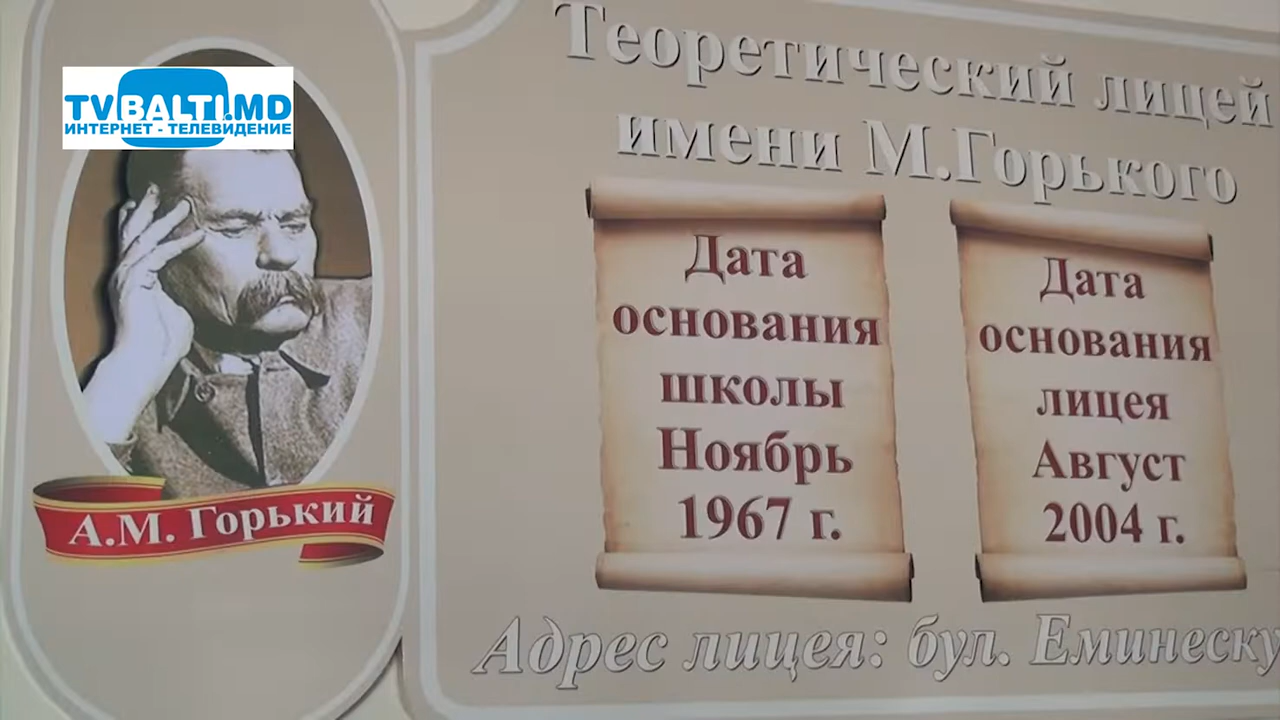 TVBALTI.MD
ИНТЕРНЕТ - ТЕЛЕВИДЕНИЕ
А.М. Горький
Теоретический лицей
имени М.Горького
Дата
основания
школы
Ноябрь
1967 г.
Дата
основания
лицея
Август
2004 г.
Адрес лицея: бул. Еминеску